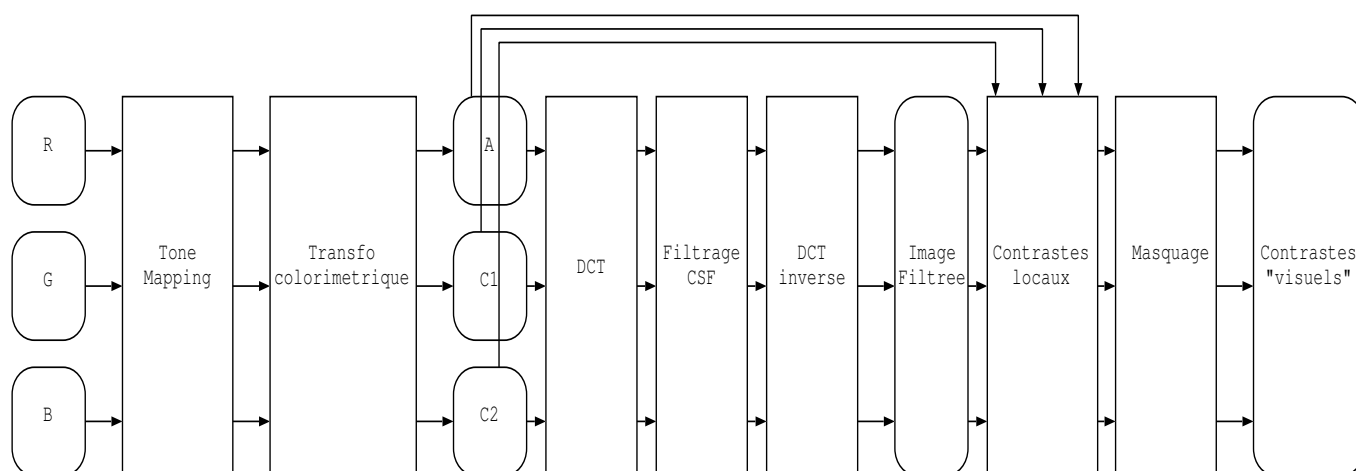 R
G
B
Tone
Mapping
Transfo
colorimetrique
A
C1
C2
DCT
Filtrage
CSF
DCT
inverse
Image
Filtree
Contrastes
locaux
Masquage
Contrastes
"visuels"